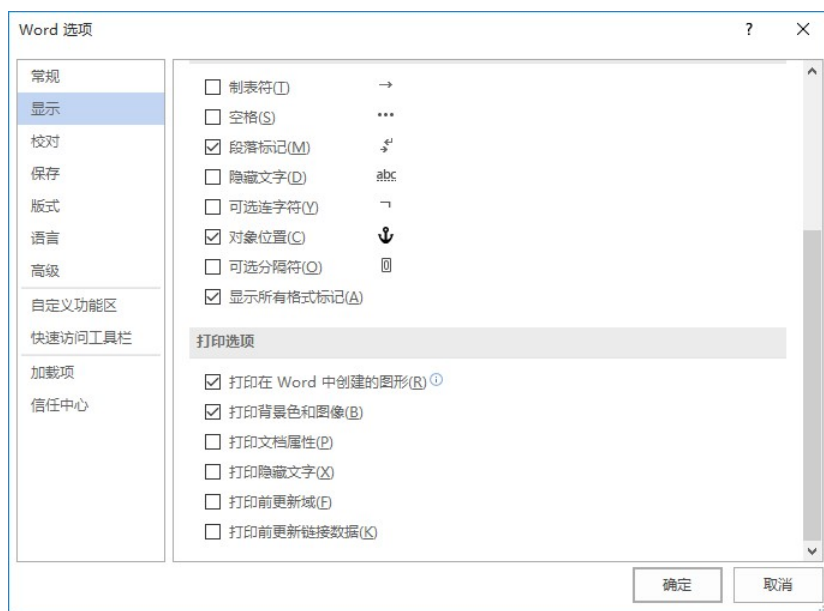 Word 选项
?
常规
显示
校对
保存
版式
语言
高级
自定义功能区
快速访问工具栏
加载项
信任中心
制表符(T)
空格(S)
段落标记(M)
隐藏文字(D) abc
可选连字符(Y)
对象位置(C)
可选分隔符(O)
显示所有格式标记(A)
打印选项
打印在 Word 中创建的图形(R)
打印背景色和图像(B)
打印文档属性(P)
打印隐藏文字(X)
打印前更新域(F)
打印前更新链接数据(K)
确定
取消